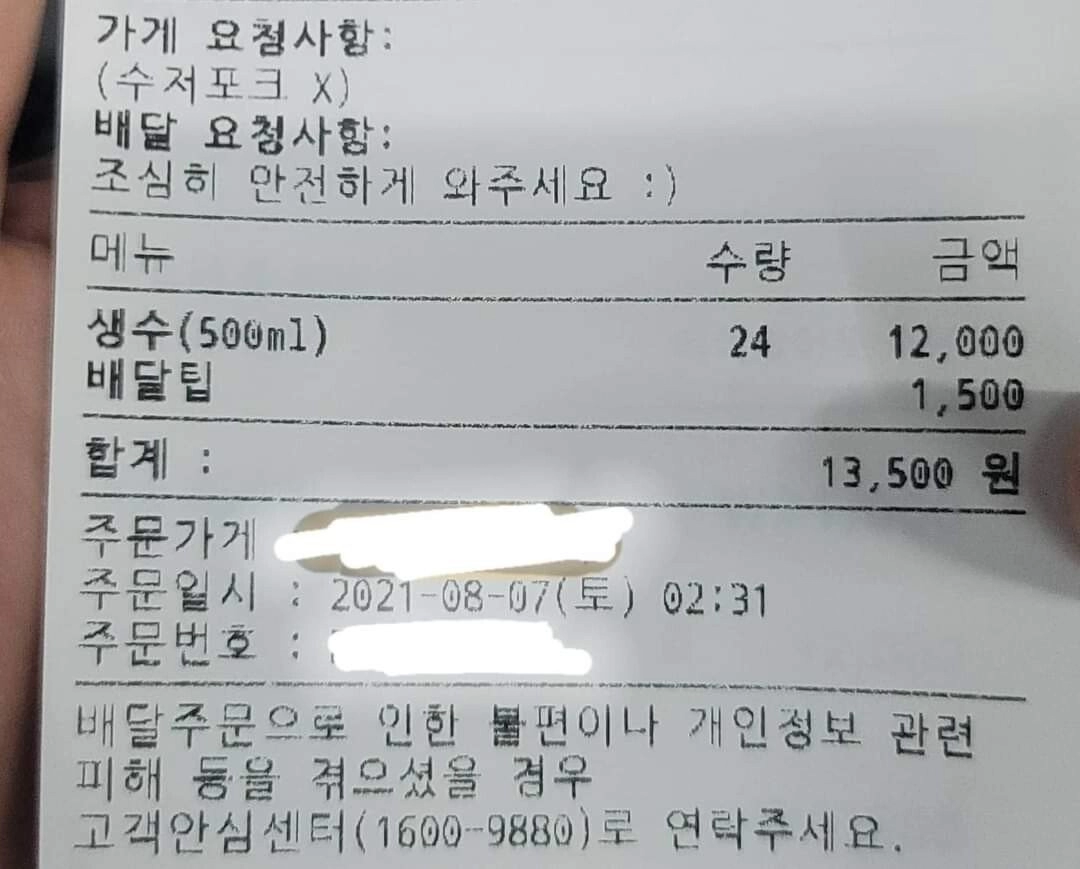 가게 요청사항:
(수저포크 X)
배달 요청사항:
조심히 안전하게 와주세요 :)
메뉴 수량 금액
생수(500ml) 24 12,000
배달팁 1,500
합계 : 13,500 원
주문가게
주문일시 : 2021-08-07(토) 02:31
주문번호 :
배달주문으로 인한 불편이나 개인정보 관련
피해 등을 겪으셨을 경우
고객안심센터(1600-9880)로 연락주세요.